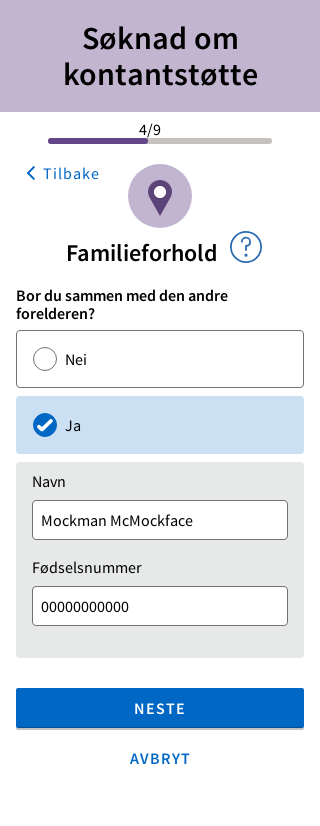 Søknad om
kontantstøtte
4/9
Tilbake
Familieforhold ?
Bor du sammen med den andre
forelderen?
Nei
Ja
Navn
Mockman McMockface
Fødselsnummer
00000000000
NESTE
AVBRYT